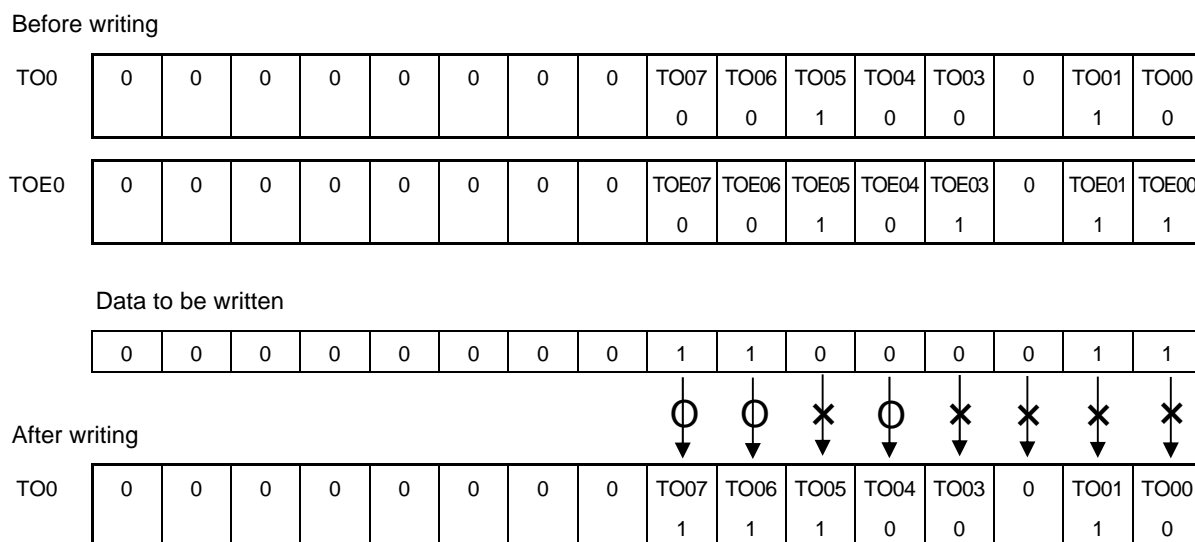 Before writing
TO0 0 0 0 0 0 0 0 0 TO07 TO06 TO05 TO04 TO03 0 TO01 TO00
0 0 1 0 0 1 0
TOE0 0 0 0 0 0 0 0 0 TOE07 TOE06 TOE05 TOE04 TOE03 0 TOE01 TOE00
0 0 1 0 1 1 1
Data to be written
0 0 0 0 0 0 0 0 1 1 0 0 0 0 1 1
O O × O × × × ×
After writing
TO0 0 0 0 0 0 0 0 0 TO07 TO06 TO05 TO04 TO03 0 TO01 TO00
1 1 1 0 0 1 0